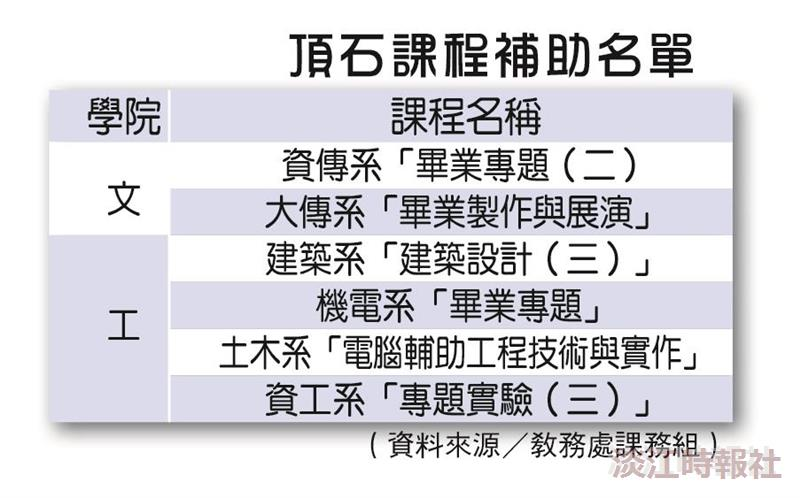 頂石課程補助名單
學院 課程名稱
文
資傳系「畢業專題（二）
大傳系「畢業製作與展演」
工
建築系「建築設計（三）」
機電系「畢業專題」
土木系「電腦輔助工程技術與實作」
資工系「專題實驗（三）」
（資料來源／教務處課務組）
淡江時報社